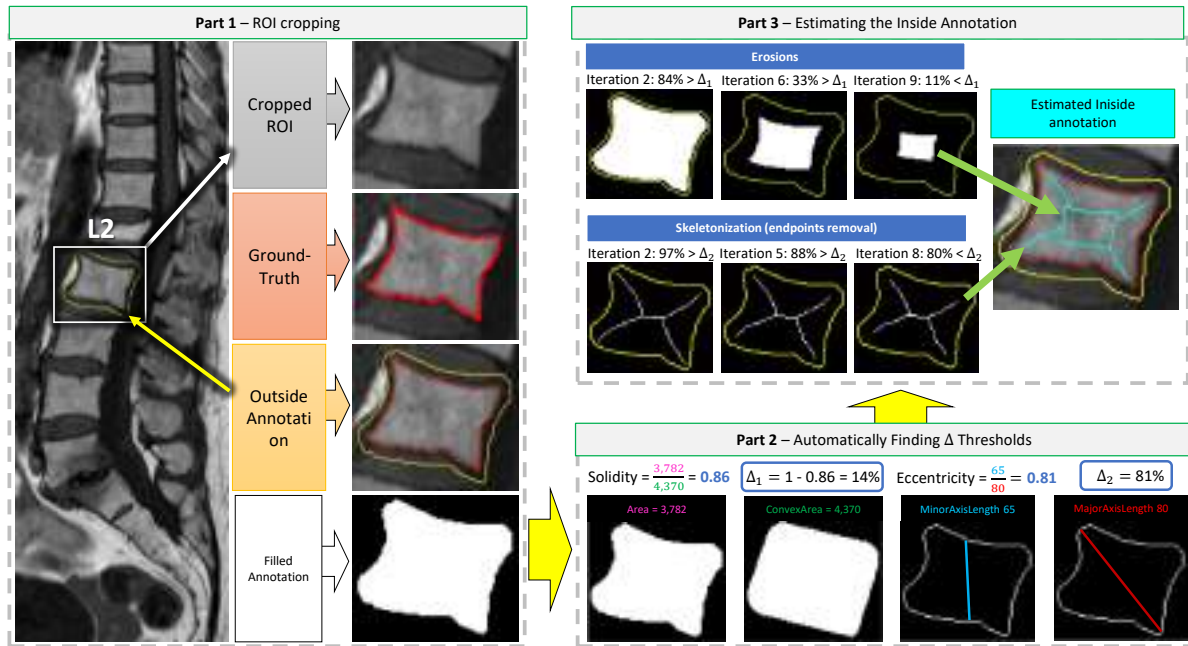 Part 1 – ROI cropping
L2
Cropped
ROI
Ground-
Truth
Outside
Annotati
on
Filled
Annotation
Part 3 – Estimating the Inside Annotation
Erosions
Iteration 2: 84% > Δ1
Iteration 6: 33% > Δ1
Iteration 9: 11% < Δ1
Estimated Iniside
annotation
Skeletonization (endpoints removal)
Iteration 2: 97% > Δ2
Iteration 5: 88% > Δ2
Iteration 8: 80% < Δ2
Part 2 – Automatically Finding Δ Thresholds
Solidity = 3,782/4,370 = 0.86
Δ1 = 1 - 0.86 = 14%
Eccentricity = 65/80 = 0.81
Δ2 = 81%
Area = 3,782
ConvexArea = 4,370
MinorAxisLength 65
MajorAxisLength 80